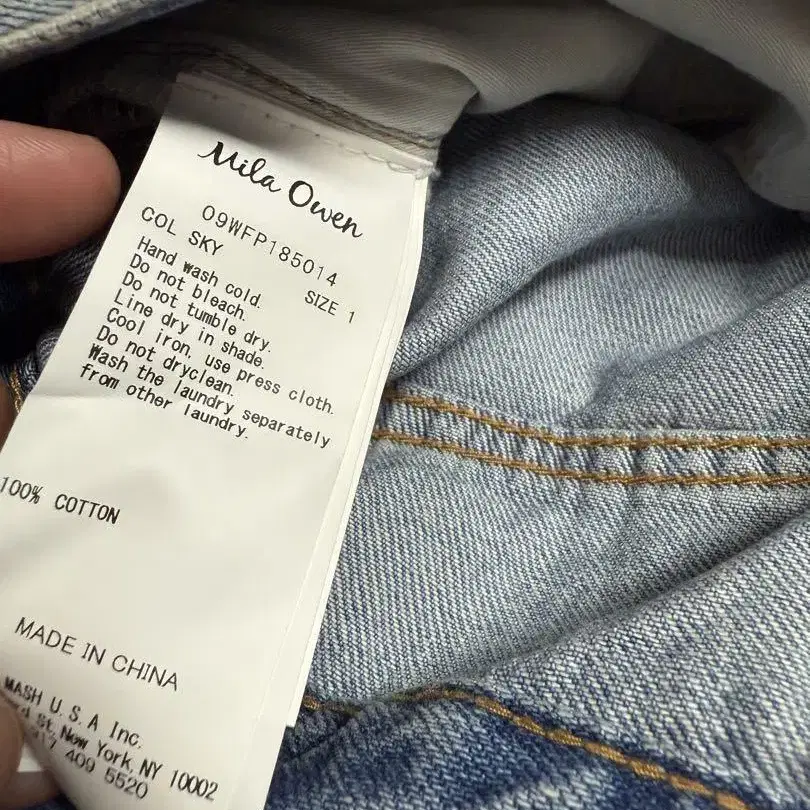 Mila Owen
09WFP185014
COL SKY
SIZE 1
Hand wash cold.
Do not bleach.
Do not tumble dry.
Line dry in shade.
Cool iron, use press cloth.
Do not dryclean.
Wash the laundry separately
from other laundry.
100% COTTON
MADE IN CHINA
MASH U.S.A Inc.
St, New York, NY 10002
409 5520